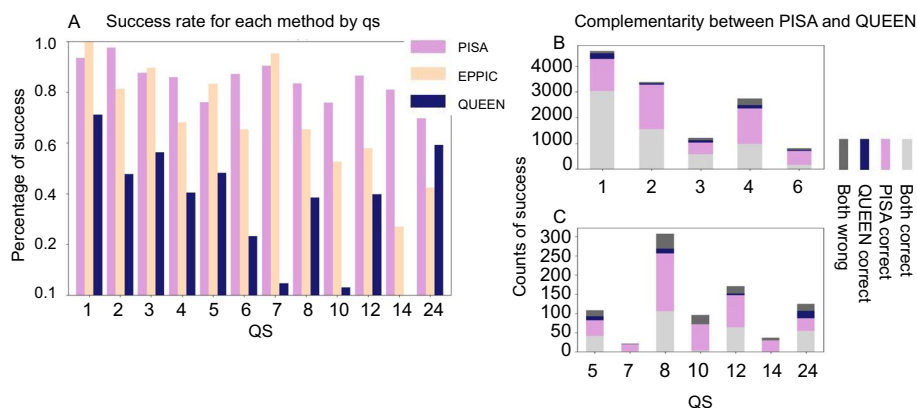 A Success rate for each method by qs
Percentage of success
1.0
0.8
0.6
0.4
0.2
0.1
1 2 3 4 5 6 7 8 10 12 14 24
QS
PISA
EPPIC
QUEEN
Complementarity between PISA and QUEEN
B
4000
3000
2000
1000
0
1 2 3 4 6
C
Counts of success
300
250
150
100
50
0
5 7 8 10 12 14 24
QS
Both wrong
QUEEN correct
PISA correct
Both correct